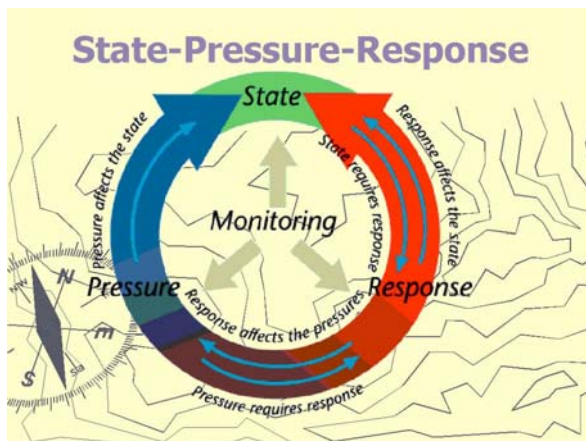 State-Pressure-Response
State
Pressure affects the state
Response affects the state
State requires response
Monitoring
Pressure
Response
Response affects the pressures
Pressure requires response
N
E
S